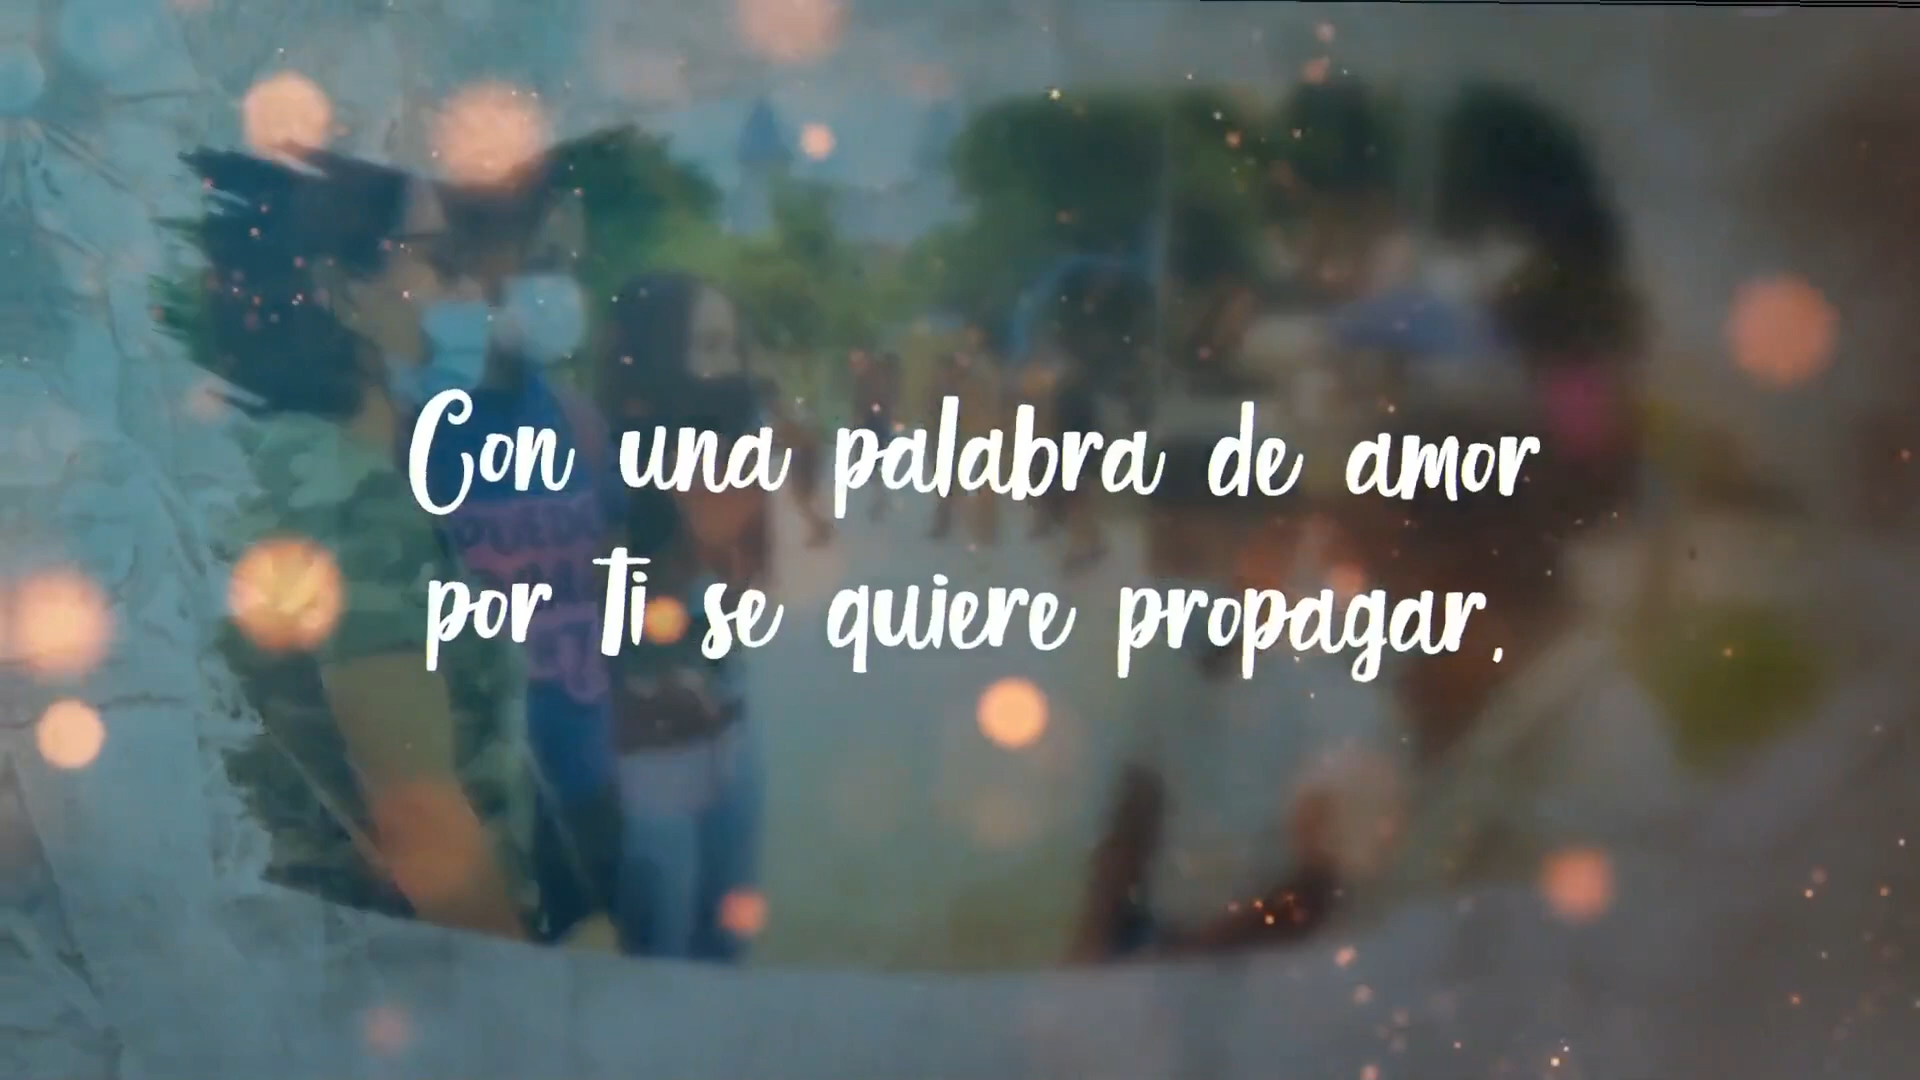 Con una palabra de amor
por Ti se quiere propagar,